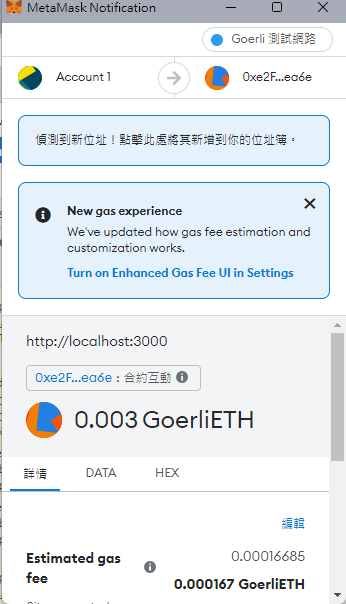 MetaMask Notification
Goerli 測試網路
Account 1
0xe2F...ea6e
偵測到新位址！點擊此處將其新增到你的位址簿。
New gas experience
We've updated how gas fee estimation and
customization works.
Turn on Enhanced Gas Fee UI in Settings
http://localhost:3000
0xe2F...ea6e : 合約互動
0.003 GoerliETH
詳情
DATA
HEX
編輯
Estimated gas
fee
0.00016685
0.000167 GoerliETH